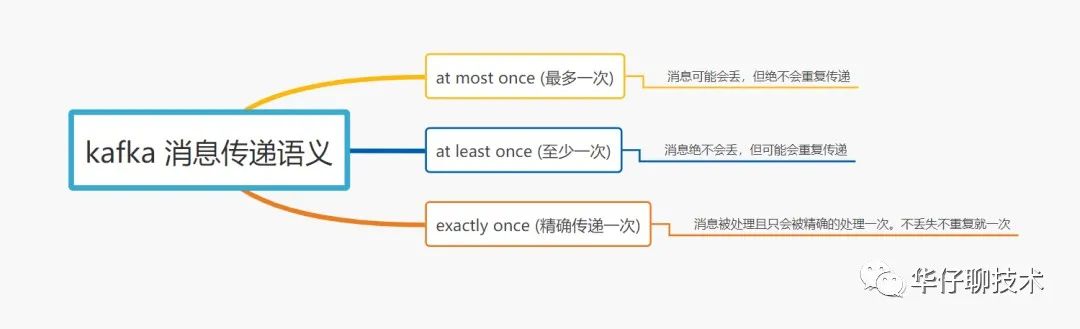 at most once (最多一次)
消息可能会丢，但绝不会重复传递
kafka 消息传递语义
at least once (至少一次)
消息绝不会丢，但可能会重复传递
exactly once (精确传递一次)
消息被处理且只会被精确的处理一次。不丢失不重复就一次
华仔聊技术